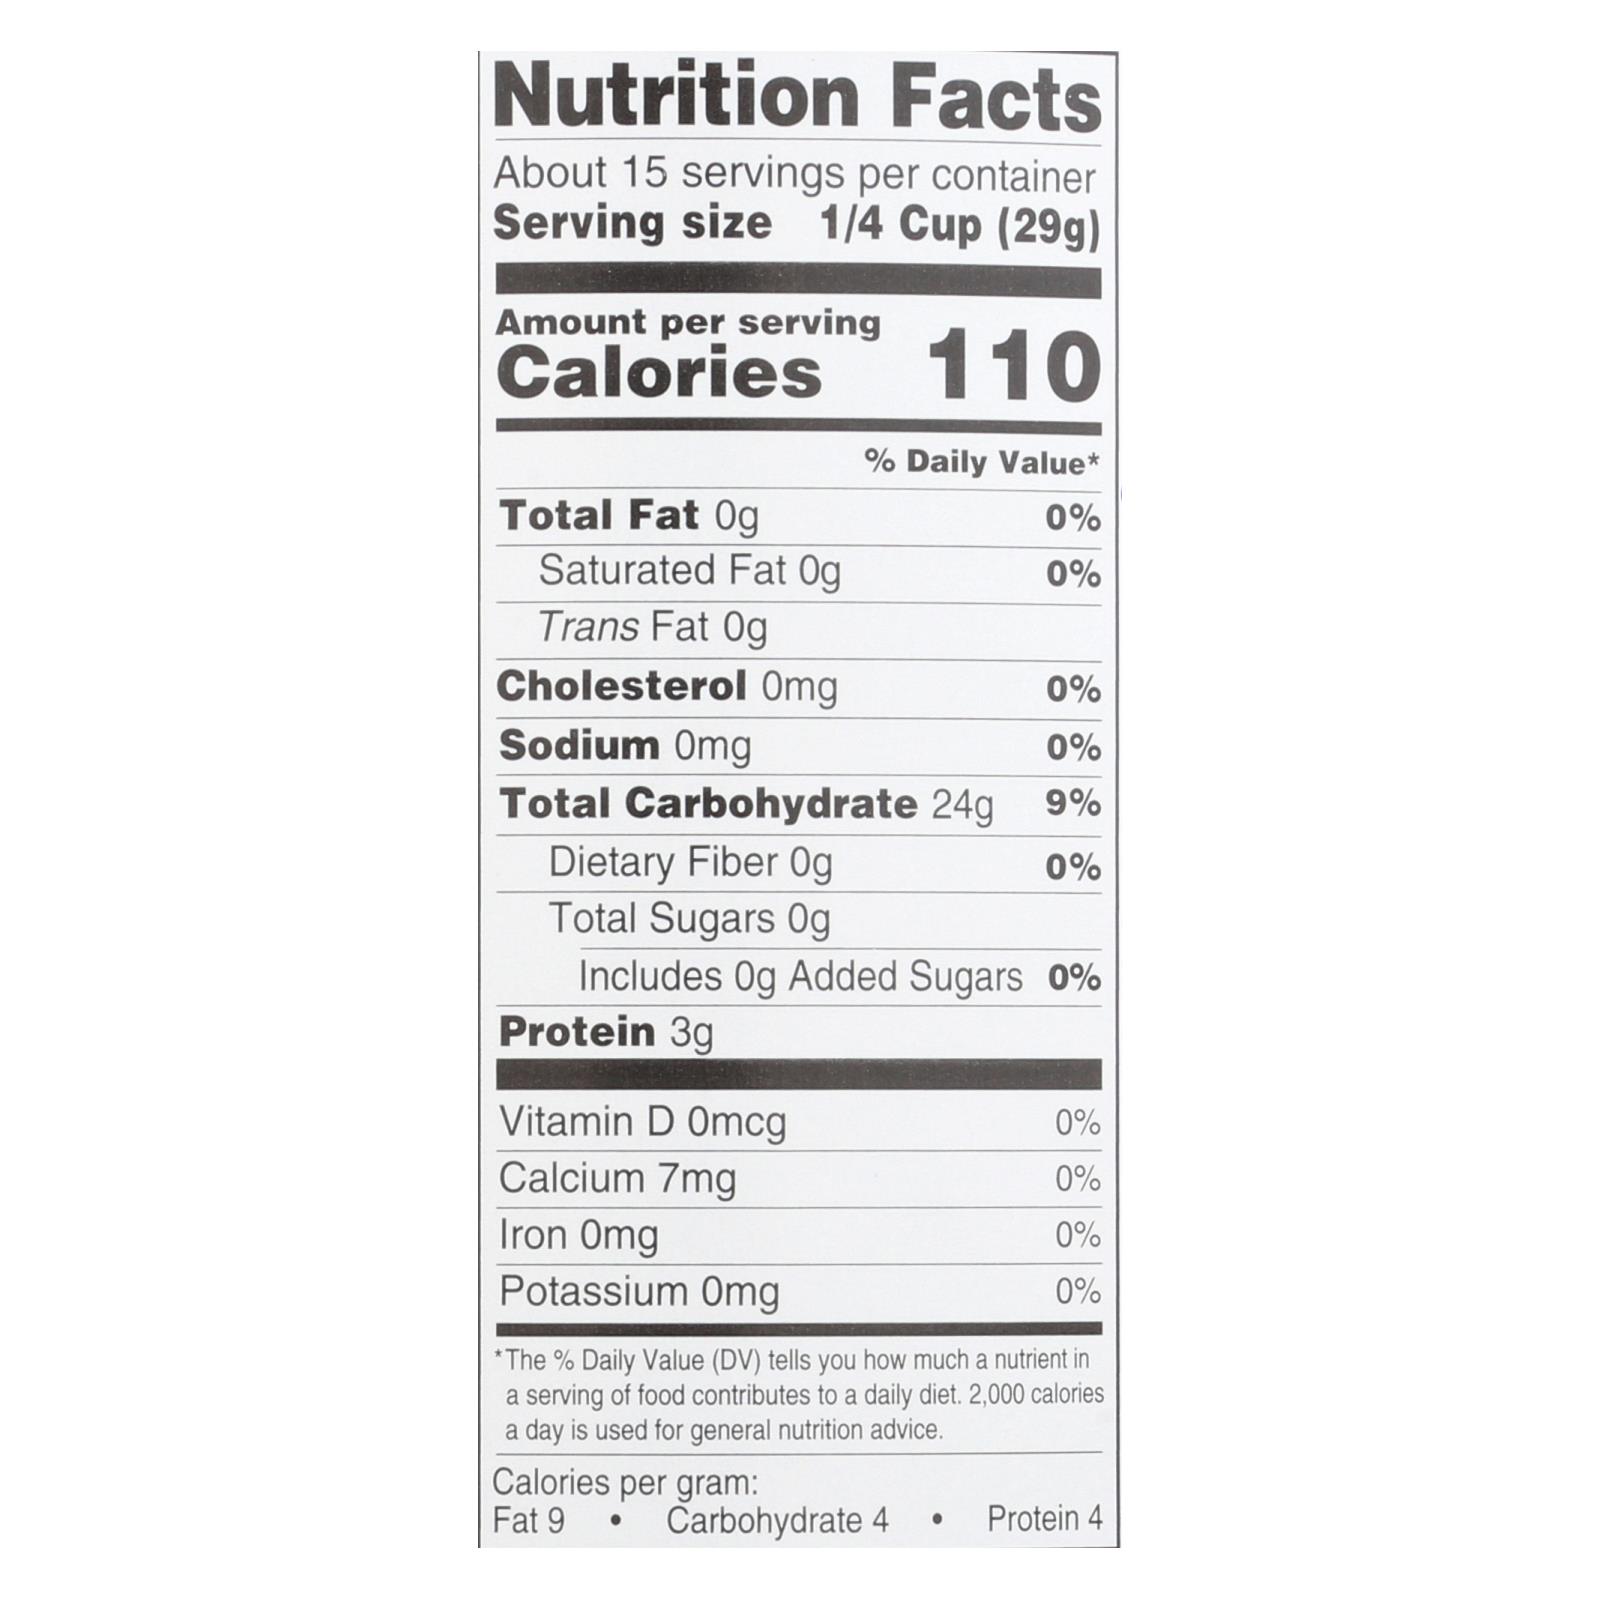 Nutrition Facts
About 15 servings per container
Serving size 1/4 Cup (29g)
Amount per serving
Calories 110
% Daily Value*
Total Fat 0g 0%
Saturated Fat 0g 0%
Trans Fat 0g
Cholesterol 0mg 0%
Sodium 0mg 0%
Total Carbohydrate 24g 9%
Dietary Fiber 0g 0%
Total Sugars 0g
Includes 0g Added Sugars 0%
Protein 3g
Vitamin D 0mcg 0%
Calcium 7mg 0%
Iron 0mg 0%
Potassium 0mg 0%
*The % Daily Value (DV) tells you how much a nutrient in
a serving of food contributes to a daily diet. 2,000 calories
a day is used for general nutrition advice.
Calories per gram:
Fat 9 • Carbohydrate 4 • Protein 4